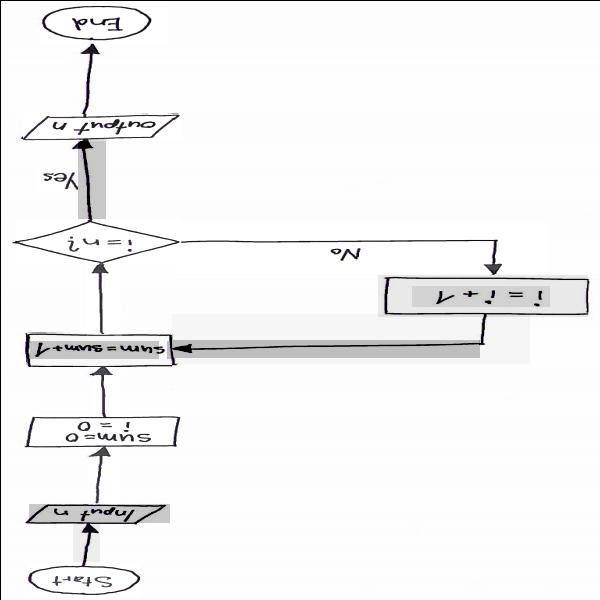 Start
Input n
sum=0
i = 0
sum=sum+1
i = n?
No
i = i + 1
Yes
output n
End